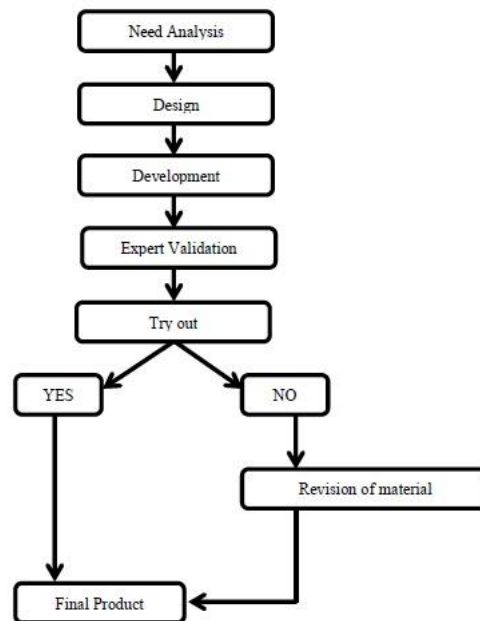 Need Analysis
Design
Development
Expert Validation
Try out
YES
NO
Revision of material
Final Product